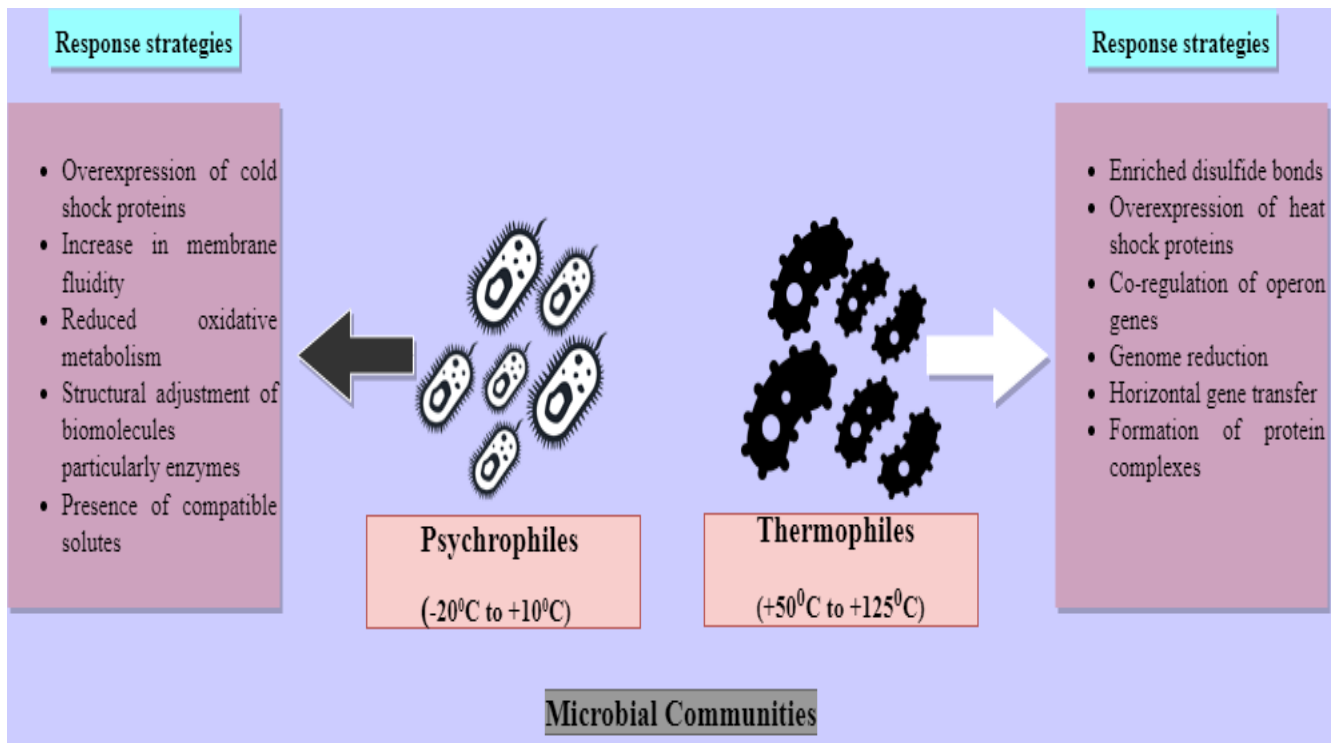 Response strategies
Overexpression of cold
shock proteins
Increase in membrane
fluidity
Reduced oxidative
metabolism
Structural adjustment of
biomolecules
particularly enzymes
Presence of compatible
solutes
Psychrophiles
(-20⁰C to +10⁰C)
Thermophiles
(+50⁰C to +125⁰C)
Response strategies
Enriched disulfide bonds
Overexpression of heat
shock proteins
Co-regulation of operon
genes
Genome reduction
Horizontal gene transfer
Formation of protein
complexes
Microbial Communities